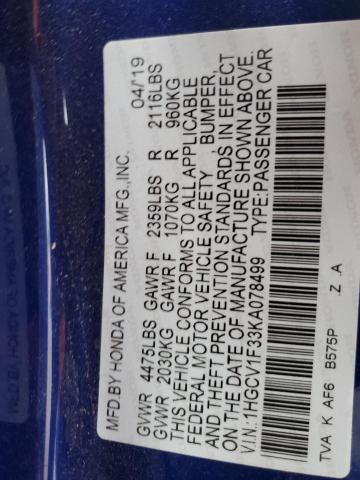 MFD.BY HONDA OF AMERICA MFG.,INC. 04/19
GVWR 4475LBS GAWR F 2359LBS R 2116LBS
GVWR 2030KG GAWR F 1070KG R 960KG
THIS VEHICLE CONFORMS TO ALL APPLICABLE
FEDERAL MOTOR VEHICLE SAFETY BUMPER,
AND THEFT PREVENTION STANDARDS IN EFFECT
ON THE DATE OF MANUFACTURE SHOWN ABOVE.
V.I.N.:1HGCV1F33KA078499 TYPE:PASSENGER CAR
TVA K AF6 B575P .Z .A